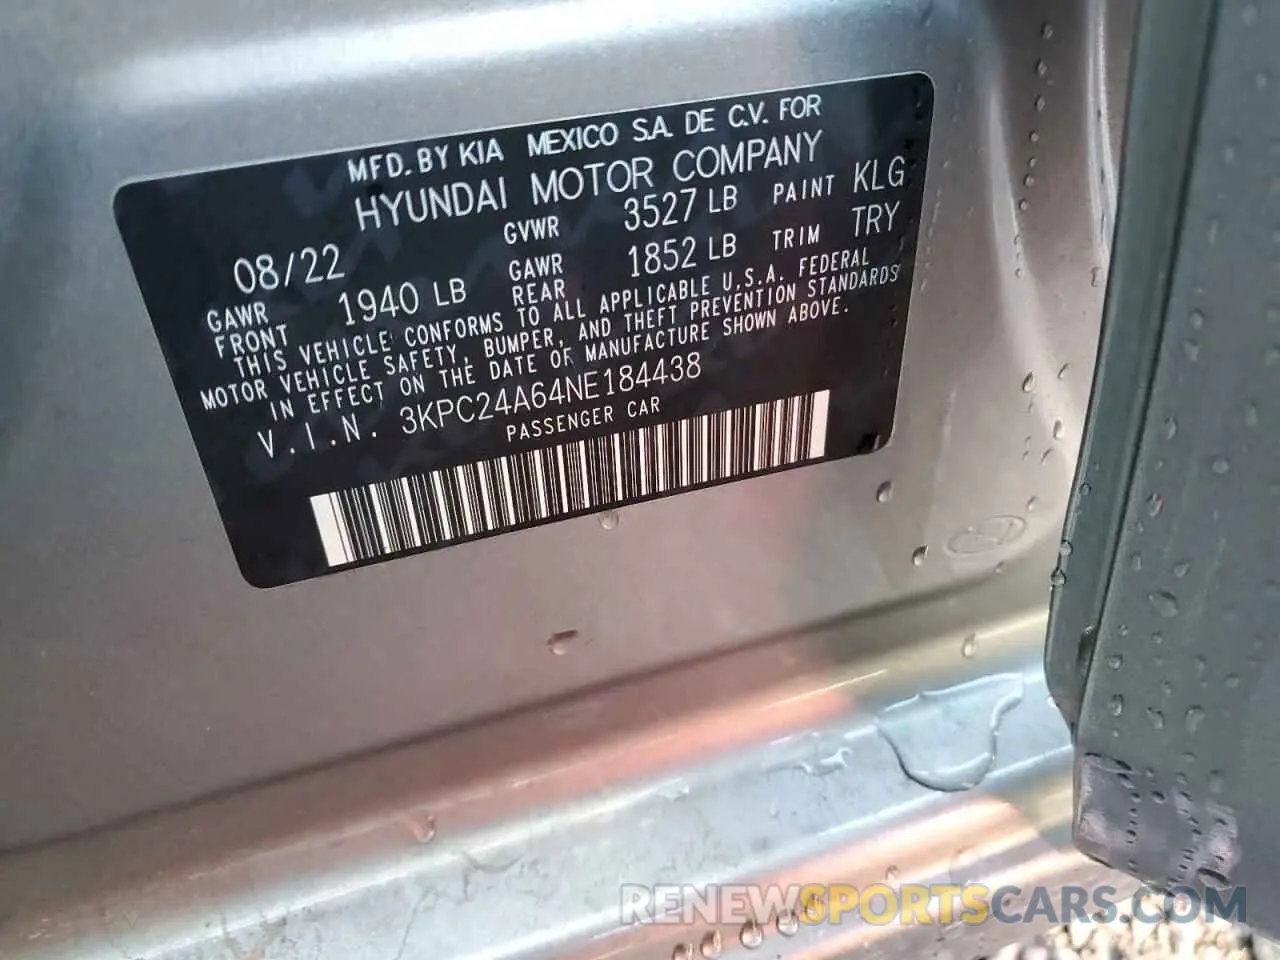 MFD. BY KIA MEXICO S.A. DE C.V. FOR
HYUNDAI MOTOR COMPANY
08/22 GVWR 3527 LB PAINT KLG
GAWR FRONT 1940 LB GAWR REAR 1852 LB TRIM TRY
THIS VEHICLE CONFORMS TO ALL APPLICABLE U.S.A. FEDERAL
MOTOR VEHICLE SAFETY, BUMPER, AND THEFT PREVENTION STANDARDS
IN EFFECT ON THE DATE OF MANUFACTURE SHOWN ABOVE.
V.I.N. 3KPC24A64NE184438
PASSENGER CAR
RENEWSPORTSCARS.COM